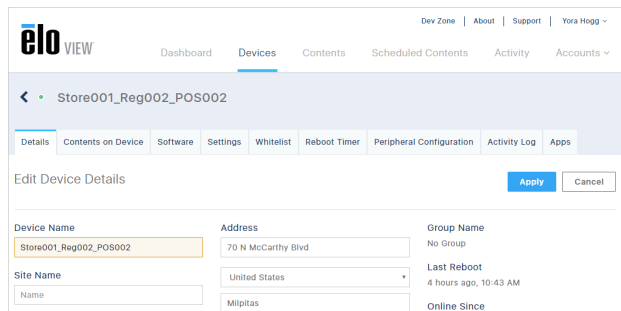 Dev Zone | About | Support | Yora Hogg
ēlo VIEW
Dashboard Devices Contents Scheduled Contents Activity Accounts
Store001_Reg002_POS002
Details Contents on Device Software Settings Whitelist Reboot Timer Peripheral Configuration Activity Log Apps
Edit Device Details Apply Cancel
Device Name Address Group Name
Store001_Reg002_POS002 70 N McCarthy Blvd No Group
Site Name United States Last Reboot
Name Milpitas 4 hours ago, 10:43 AM
Online Since